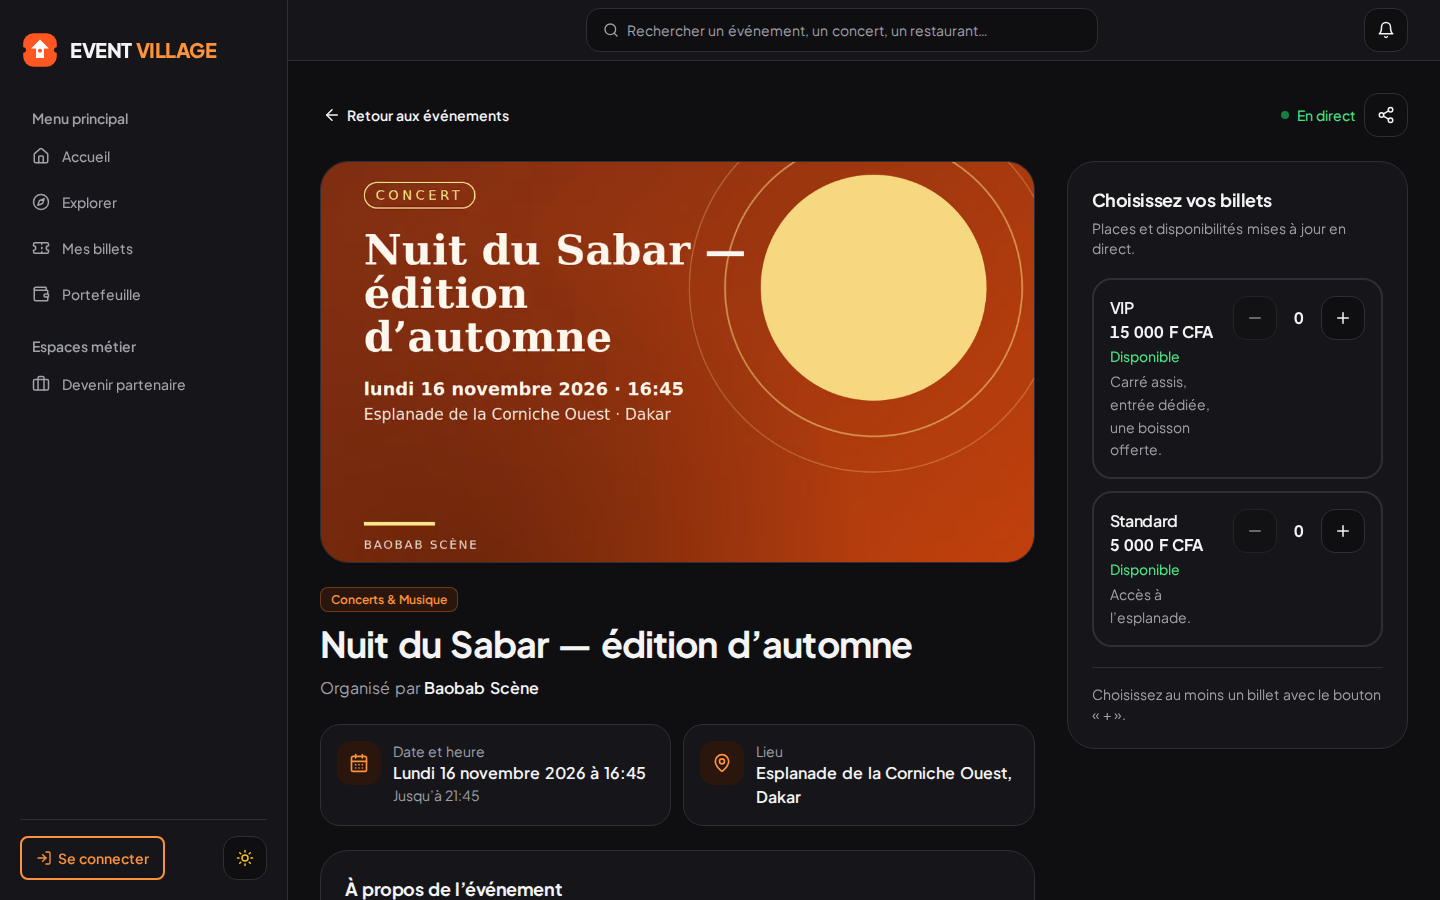 EVENT VILLAGE
Menu principal
Accueil
Explorer
Mes billets
Portefeuille
Espaces métier
Devenir partenaire
Se connecter
Rechercher un événement, un concert, un restaurant…
Retour aux événements
En direct
CONCERT
Nuit du Sabar —
édition
d’automne
lundi 16 novembre 2026 · 16:45
Esplanade de la Corniche Ouest · Dakar
BAOBAB SCÈNE
Concerts & Musique
Nuit du Sabar — édition d’automne
Organisé par Baobab Scène
Date et heure
Lundi 16 novembre 2026 à 16:45
Jusqu’à 21:45
Lieu
Esplanade de la Corniche Ouest,
Dakar
À propos de l’événement
Choisissez vos billets
Places et disponibilités mises à jour en
direct.
VIP
15 000 F CFA
− 0 +
Disponible
Carré assis,
entrée dédiée,
une boisson
offerte.
Standard
5 000 F CFA
− 0 +
Disponible
Accès à
l’esplanade.
Choisissez au moins un billet avec le bouton
« + ».